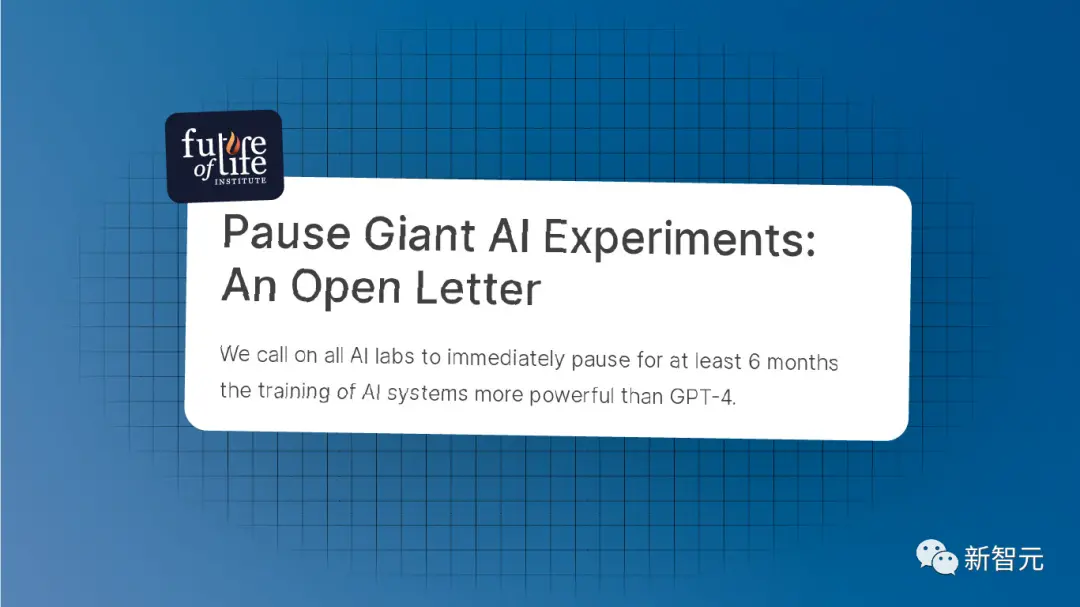 future
of life
INSTITUTE
Pause Giant AI Experiments:
An Open Letter
We call on all AI labs to immediately pause for at least 6 months
the training of AI systems more powerful than GPT-4.
新智元